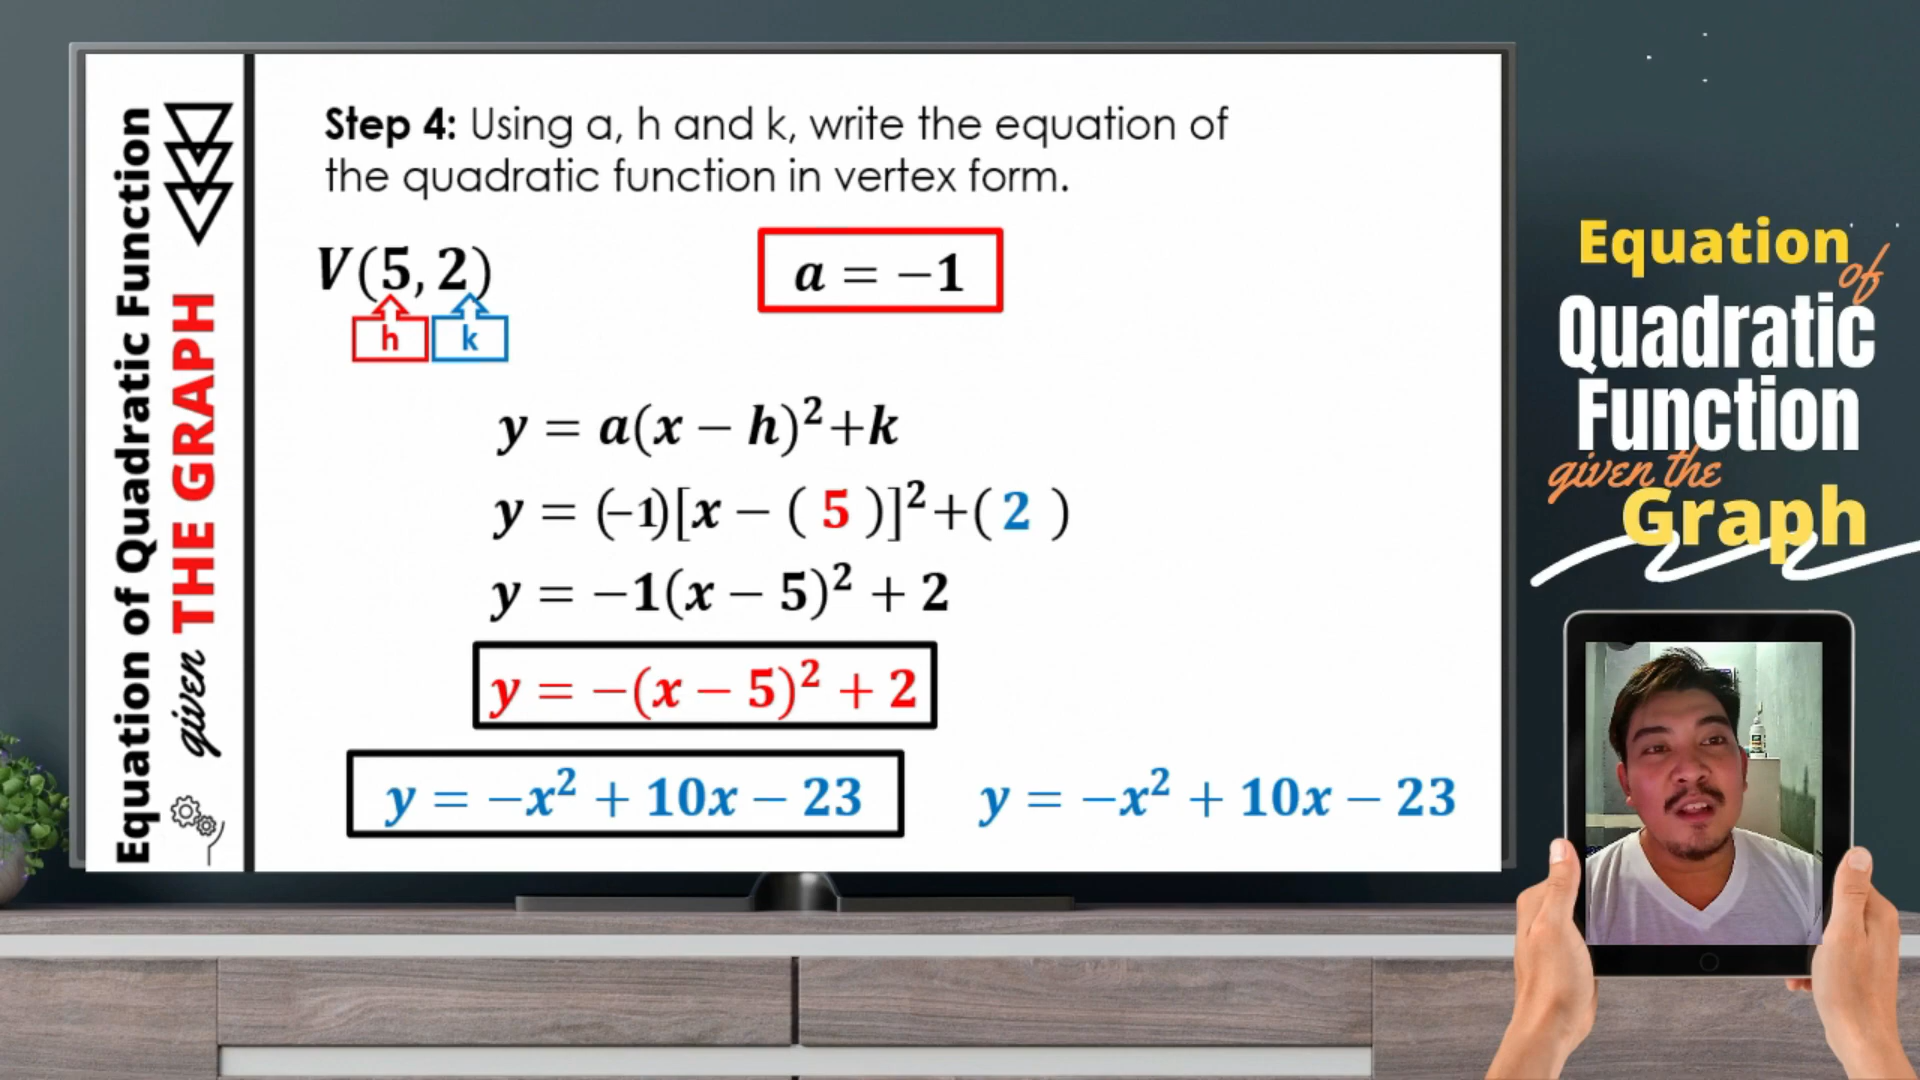 Equation of Quadratic Function
given THE GRAPH
Step 4: Using a, h and k, write the equation of
the quadratic function in vertex form.
V(5, 2)
h k
a = −1
y = a(x − h)²+k
y = (−1)[x − ( 5 )]²+( 2 )
y = −1(x − 5)² + 2
y = −(x − 5)² + 2
y = −x² + 10x − 23
y = −x² + 10x − 23
Equation
of
Quadratic
Function
given the
Graph